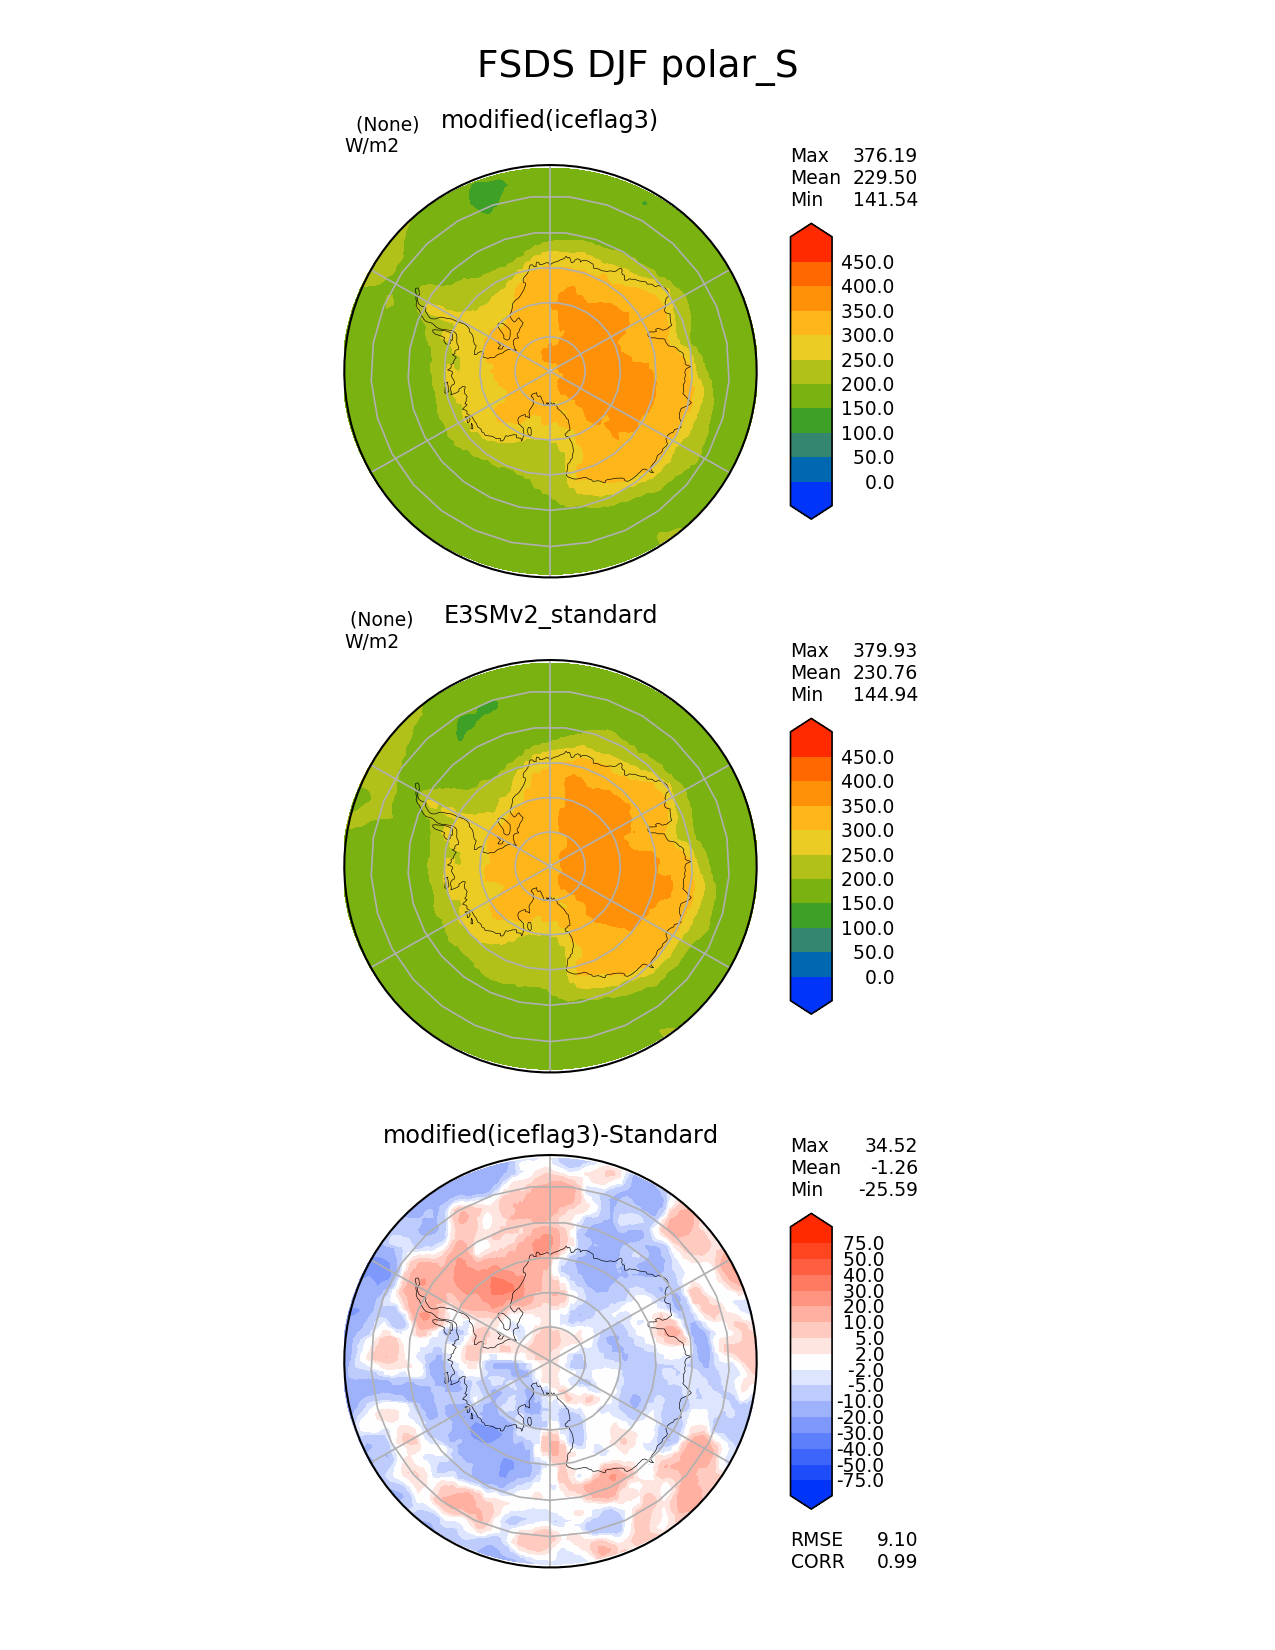 FSDS DJF polar_S
(None)
modified(iceflag3)
W/m2
Max 376.19
Mean 229.50
Min 141.54
450.0
400.0
350.0
300.0
250.0
200.0
150.0
100.0
50.0
0.0
(None)
E3SMv2_standard
W/m2
Max 379.93
Mean 230.76
Min 144.94
450.0
400.0
350.0
300.0
250.0
200.0
150.0
100.0
50.0
0.0
modified(iceflag3)-Standard
Max 34.52
Mean -1.26
Min -25.59
75.0
50.0
40.0
30.0
20.0
10.0
5.0
2.0
-2.0
-5.0
-10.0
-20.0
-30.0
-40.0
-50.0
-75.0
RMSE 9.10
CORR 0.99